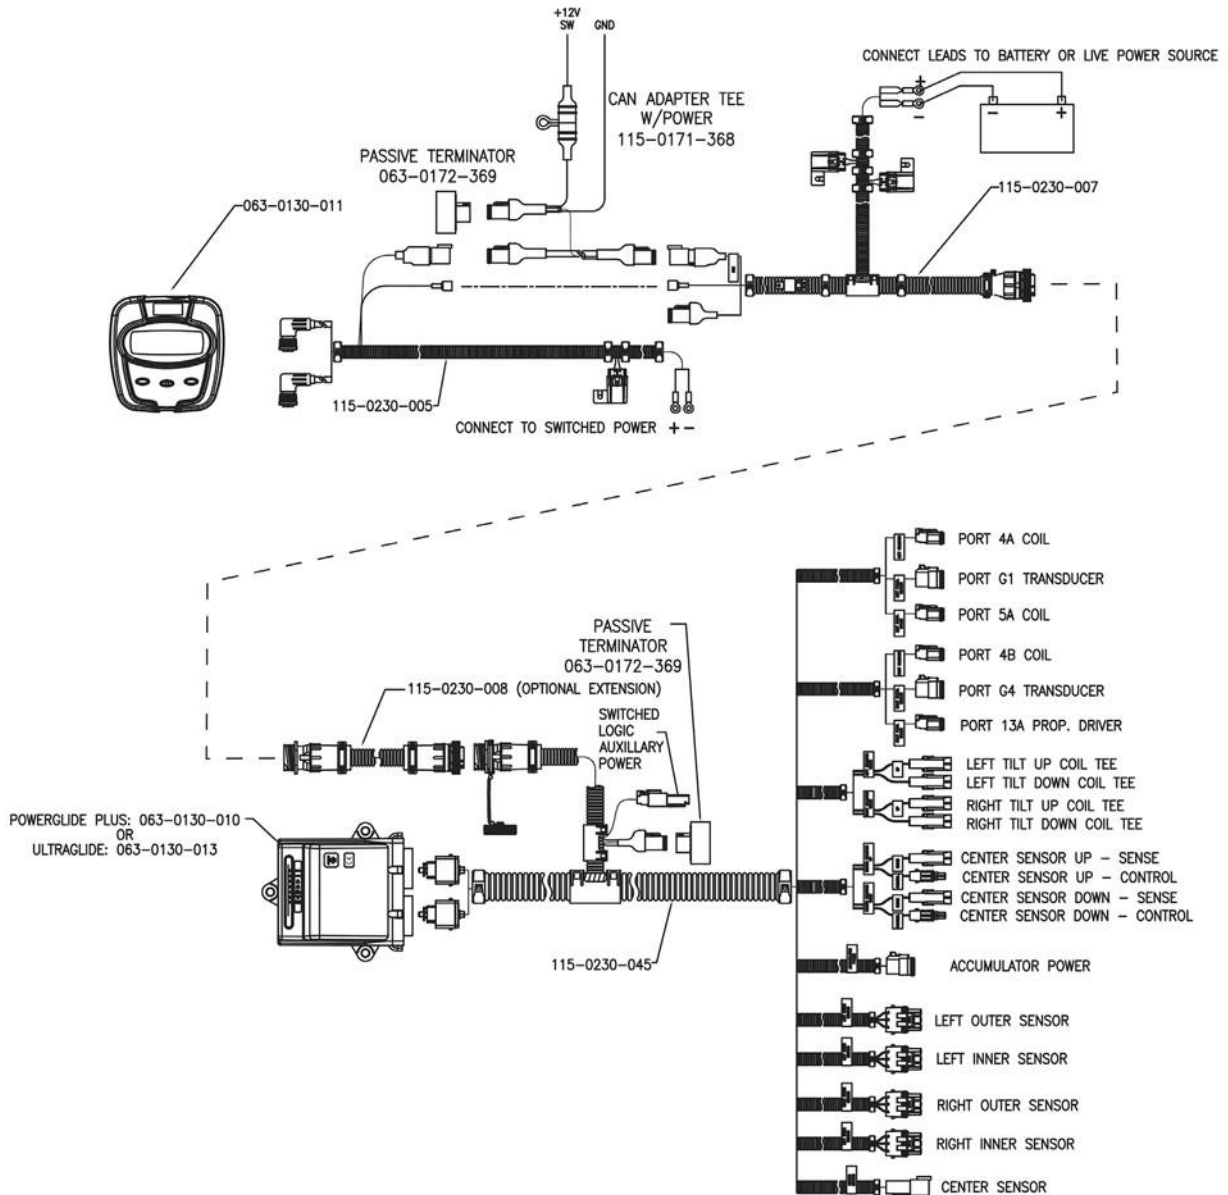 +12V
SW
GND
CONNECT LEADS TO BATTERY OR LIVE POWER SOURCE
+
−
− +
CAN ADAPTER TEE
W/POWER
115-0171-368
PASSIVE TERMINATOR
063-0172-369
063-0130-011
115-0230-007
115-0230-005
CONNECT TO SWITCHED POWER + −
PORT 4A COIL
PORT G1 TRANSDUCER
PORT 5A COIL
PORT 4B COIL
PORT G4 TRANSDUCER
PORT 13A PROP. DRIVER
PASSIVE
TERMINATOR
063-0172-369
115-0230-008 (OPTIONAL EXTENSION)
SWITCHED
LOGIC
AUXILLARY
POWER
LEFT TILT UP COIL TEE
LEFT TILT DOWN COIL TEE
RIGHT TILT UP COIL TEE
RIGHT TILT DOWN COIL TEE
POWERGLIDE PLUS: 063-0130-010
OR
ULTRAGLIDE: 063-0130-013
CENTER SENSOR UP − SENSE
CENTER SENSOR UP − CONTROL
CENTER SENSOR DOWN − SENSE
CENTER SENSOR DOWN − CONTROL
115-0230-045
ACCUMULATOR POWER
LEFT OUTER SENSOR
LEFT INNER SENSOR
RIGHT OUTER SENSOR
RIGHT INNER SENSOR
CENTER SENSOR